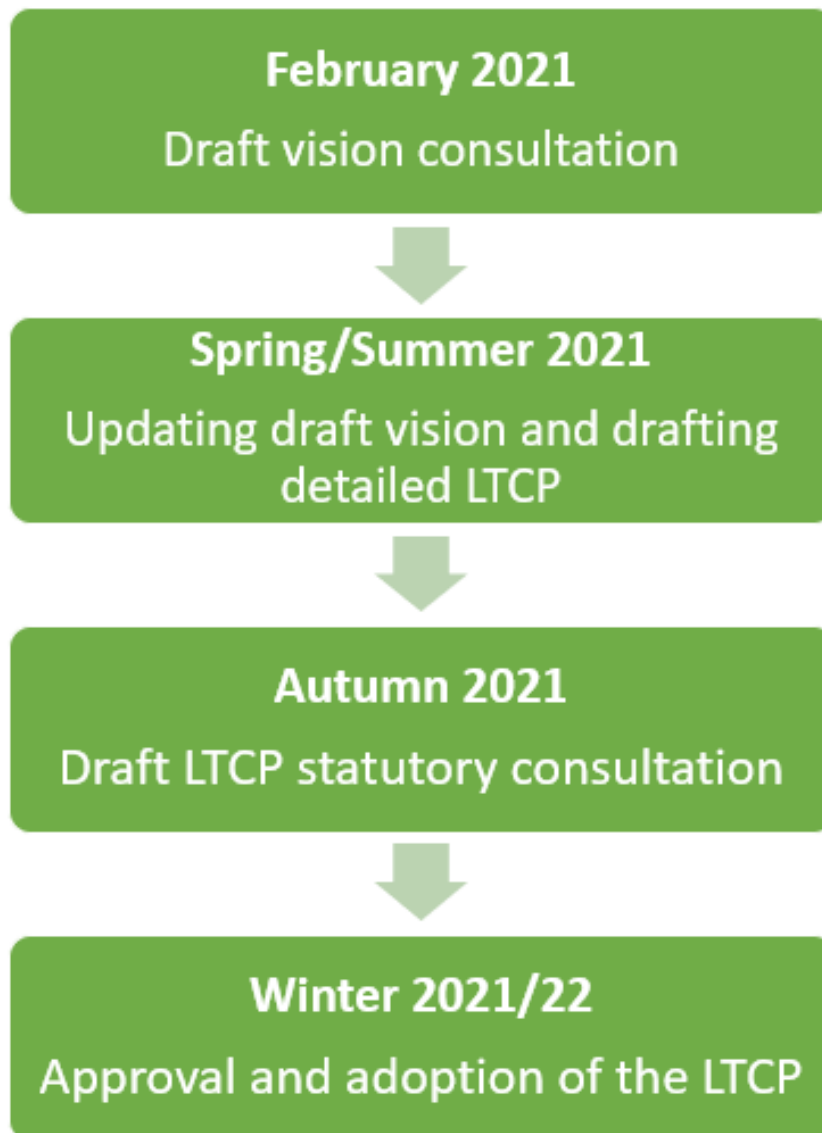 February 2021
Draft vision consultation
Spring/Summer 2021
Updating draft vision and drafting
detailed LTCP
Autumn 2021
Draft LTCP statutory consultation
Winter 2021/22
Approval and adoption of the LTCP